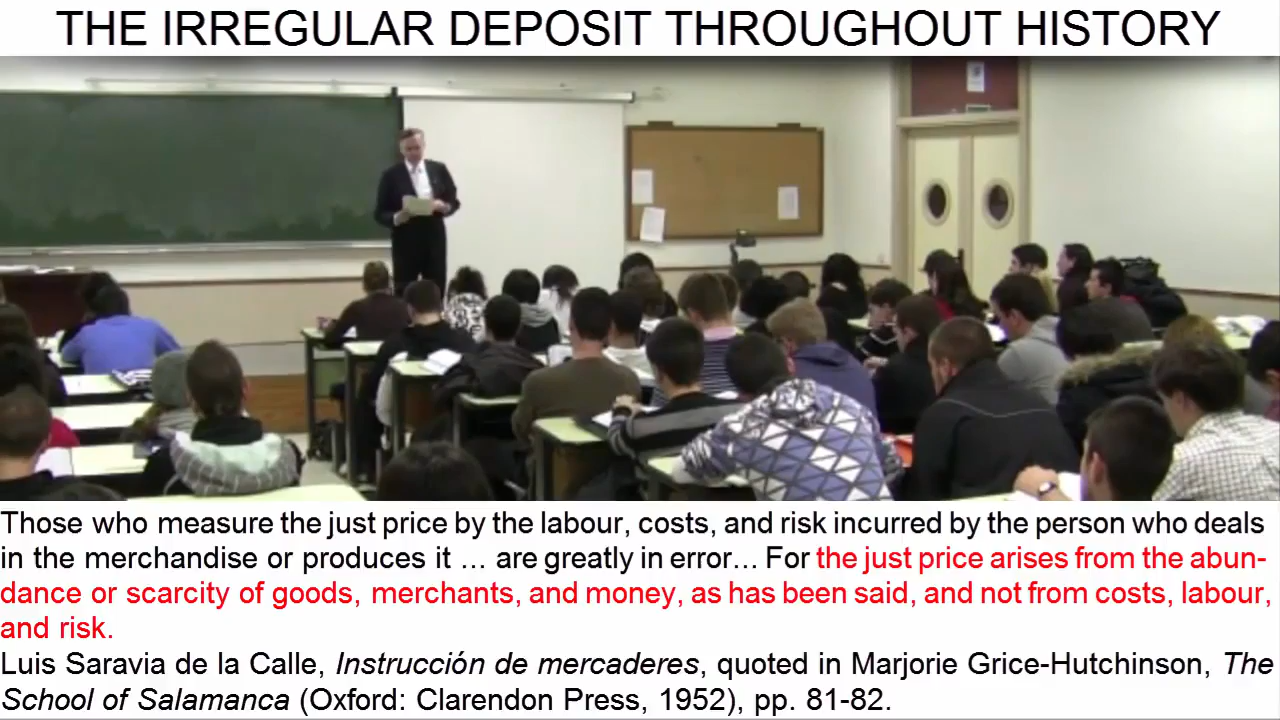 THE IRREGULAR DEPOSIT THROUGHOUT HISTORY
Those who measure the just price by the labour, costs, and risk incurred by the person who deals
in the merchandise or produces it ... are greatly in error... For the just price arises from the abun-
dance or scarcity of goods, merchants, and money, as has been said, and not from costs, labour,
and risk.
Luis Saravia de la Calle, Instrucción de mercaderes, quoted in Marjorie Grice-Hutchinson, The
School of Salamanca (Oxford: Clarendon Press, 1952), pp. 81-82.